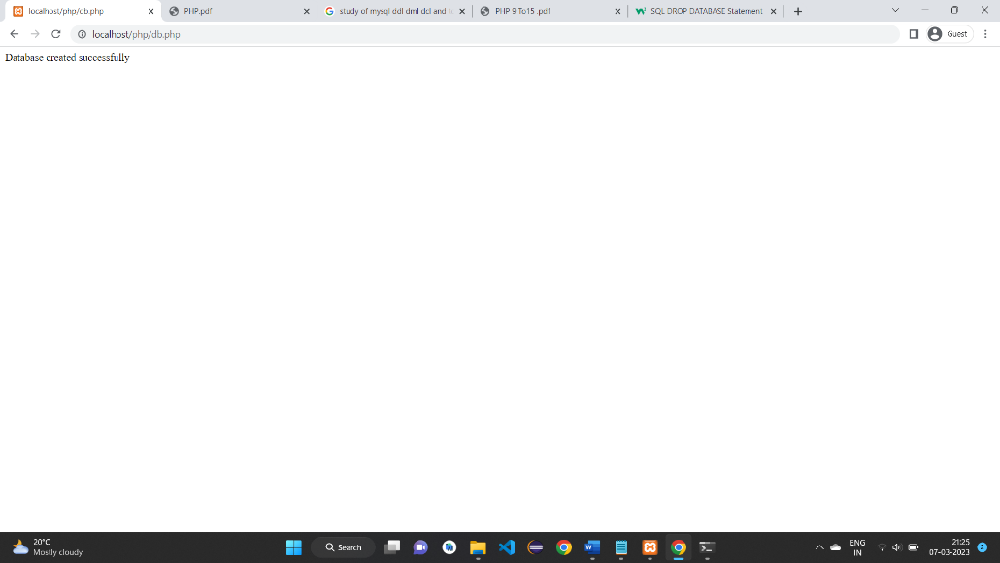 localhost/php/db.php
PHP.pdf
study of mysql ddl dml dcl and t
PHP 9 To15 .pdf
SQL DROP DATABASE Statement
localhost/php/db.php
Guest
Database created successfully
20°C
Mostly cloudy
Search
ENG
IN
21:25
07-03-2023
2